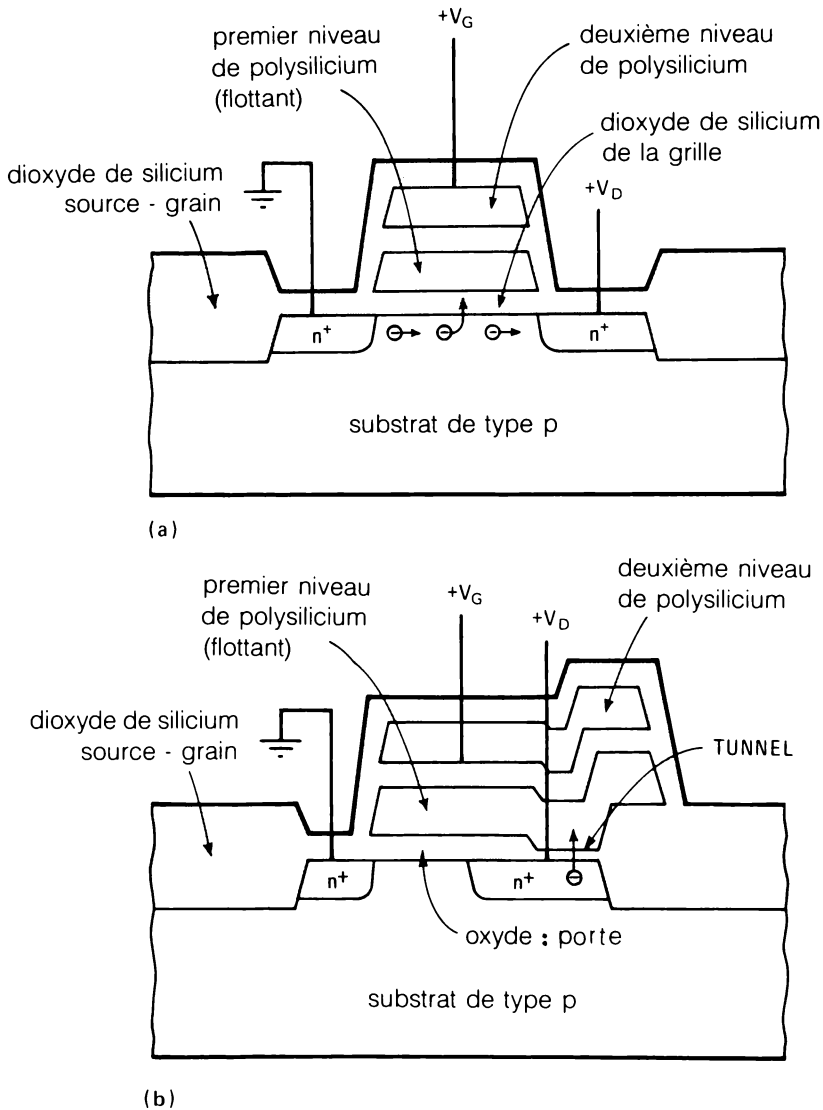 +V_G
premier niveau
de polysilicium
(flottant)
deuxième niveau
de polysilicium
dioxyde de silicium
de la grille
dioxyde de silicium
source - grain
+V_D
n+
n+
substrat de type p
(a)
premier niveau
de polysilicium
(flottant)
+V_G
+V_D
deuxième niveau
de polysilicium
dioxyde de silicium
source - grain
TUNNEL
n+
n+
oxyde : porte
substrat de type p
(b)